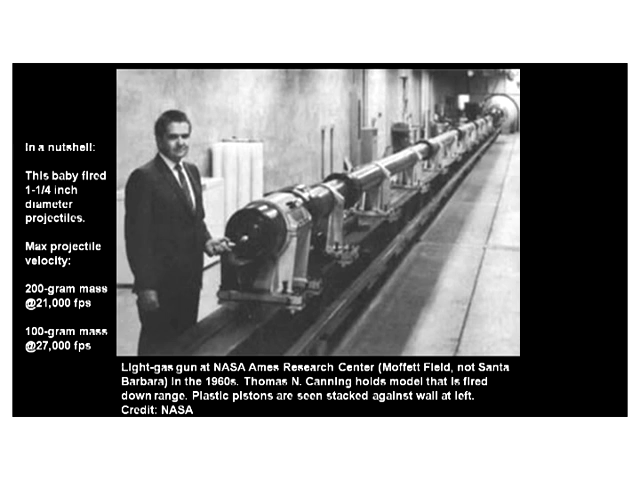 In a nutshell:
This baby fired
1-1/4 inch
diameter
projectiles.
Max projectile
velocity:
200-gram mass
@21,000 fps
100-gram mass
@27,000 fps
Light-gas gun at NASA Ames Research Center (Moffett Field, not Santa
Barbara) in the 1960s. Thomas N. Canning holds model that is fired
down range. Plastic pistons are seen stacked against wall at left.
Credit: NASA